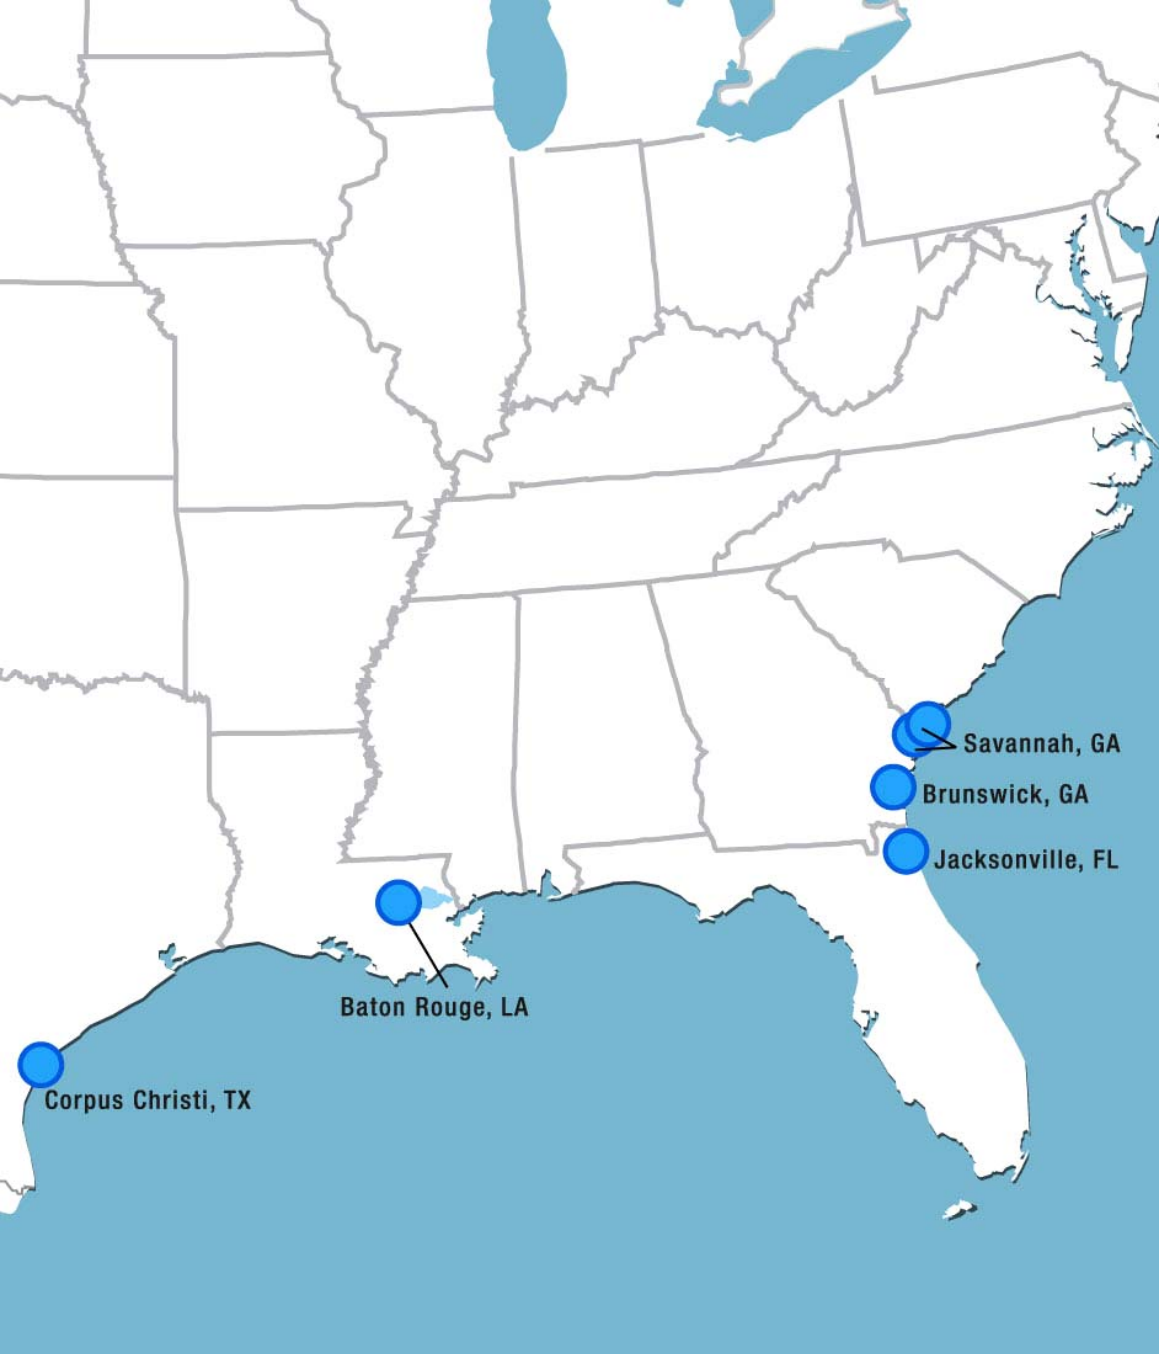 Savannah, GA
Brunswick, GA
Jacksonville, FL
Baton Rouge, LA
Corpus Christi, TX